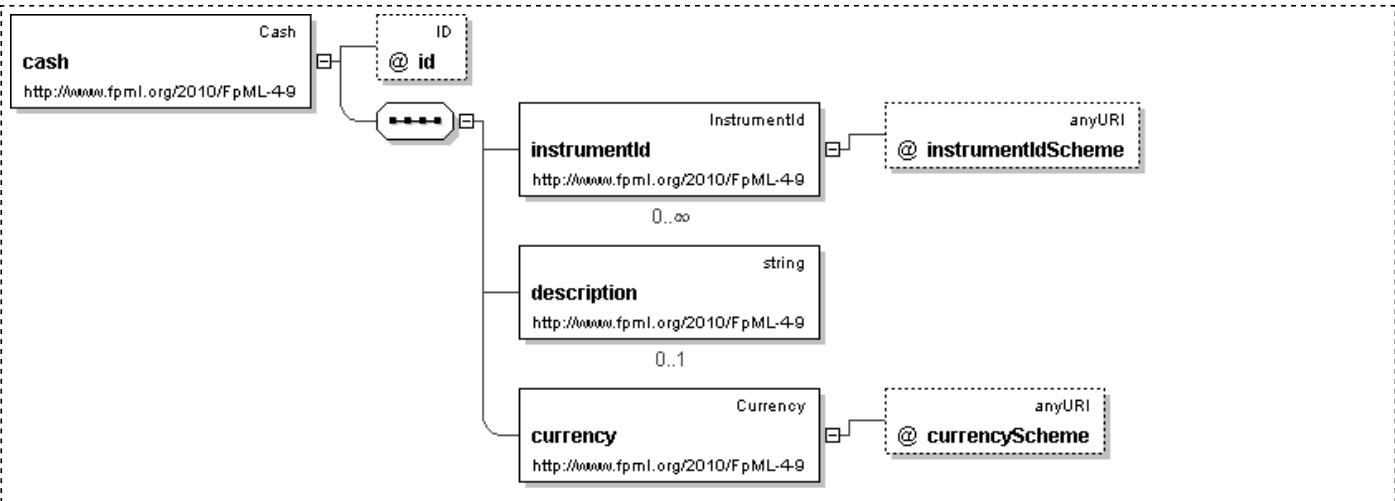 Cash
cash
http://www.fpml.org/2010/FpML-4-9
ID
@ id
InstrumentId
instrumentId
http://www.fpml.org/2010/FpML-4-9
0..∞
anyURI
@ instrumentIdScheme
string
description
http://www.fpml.org/2010/FpML-4-9
0..1
Currency
currency
http://www.fpml.org/2010/FpML-4-9
anyURI
@ currencyScheme